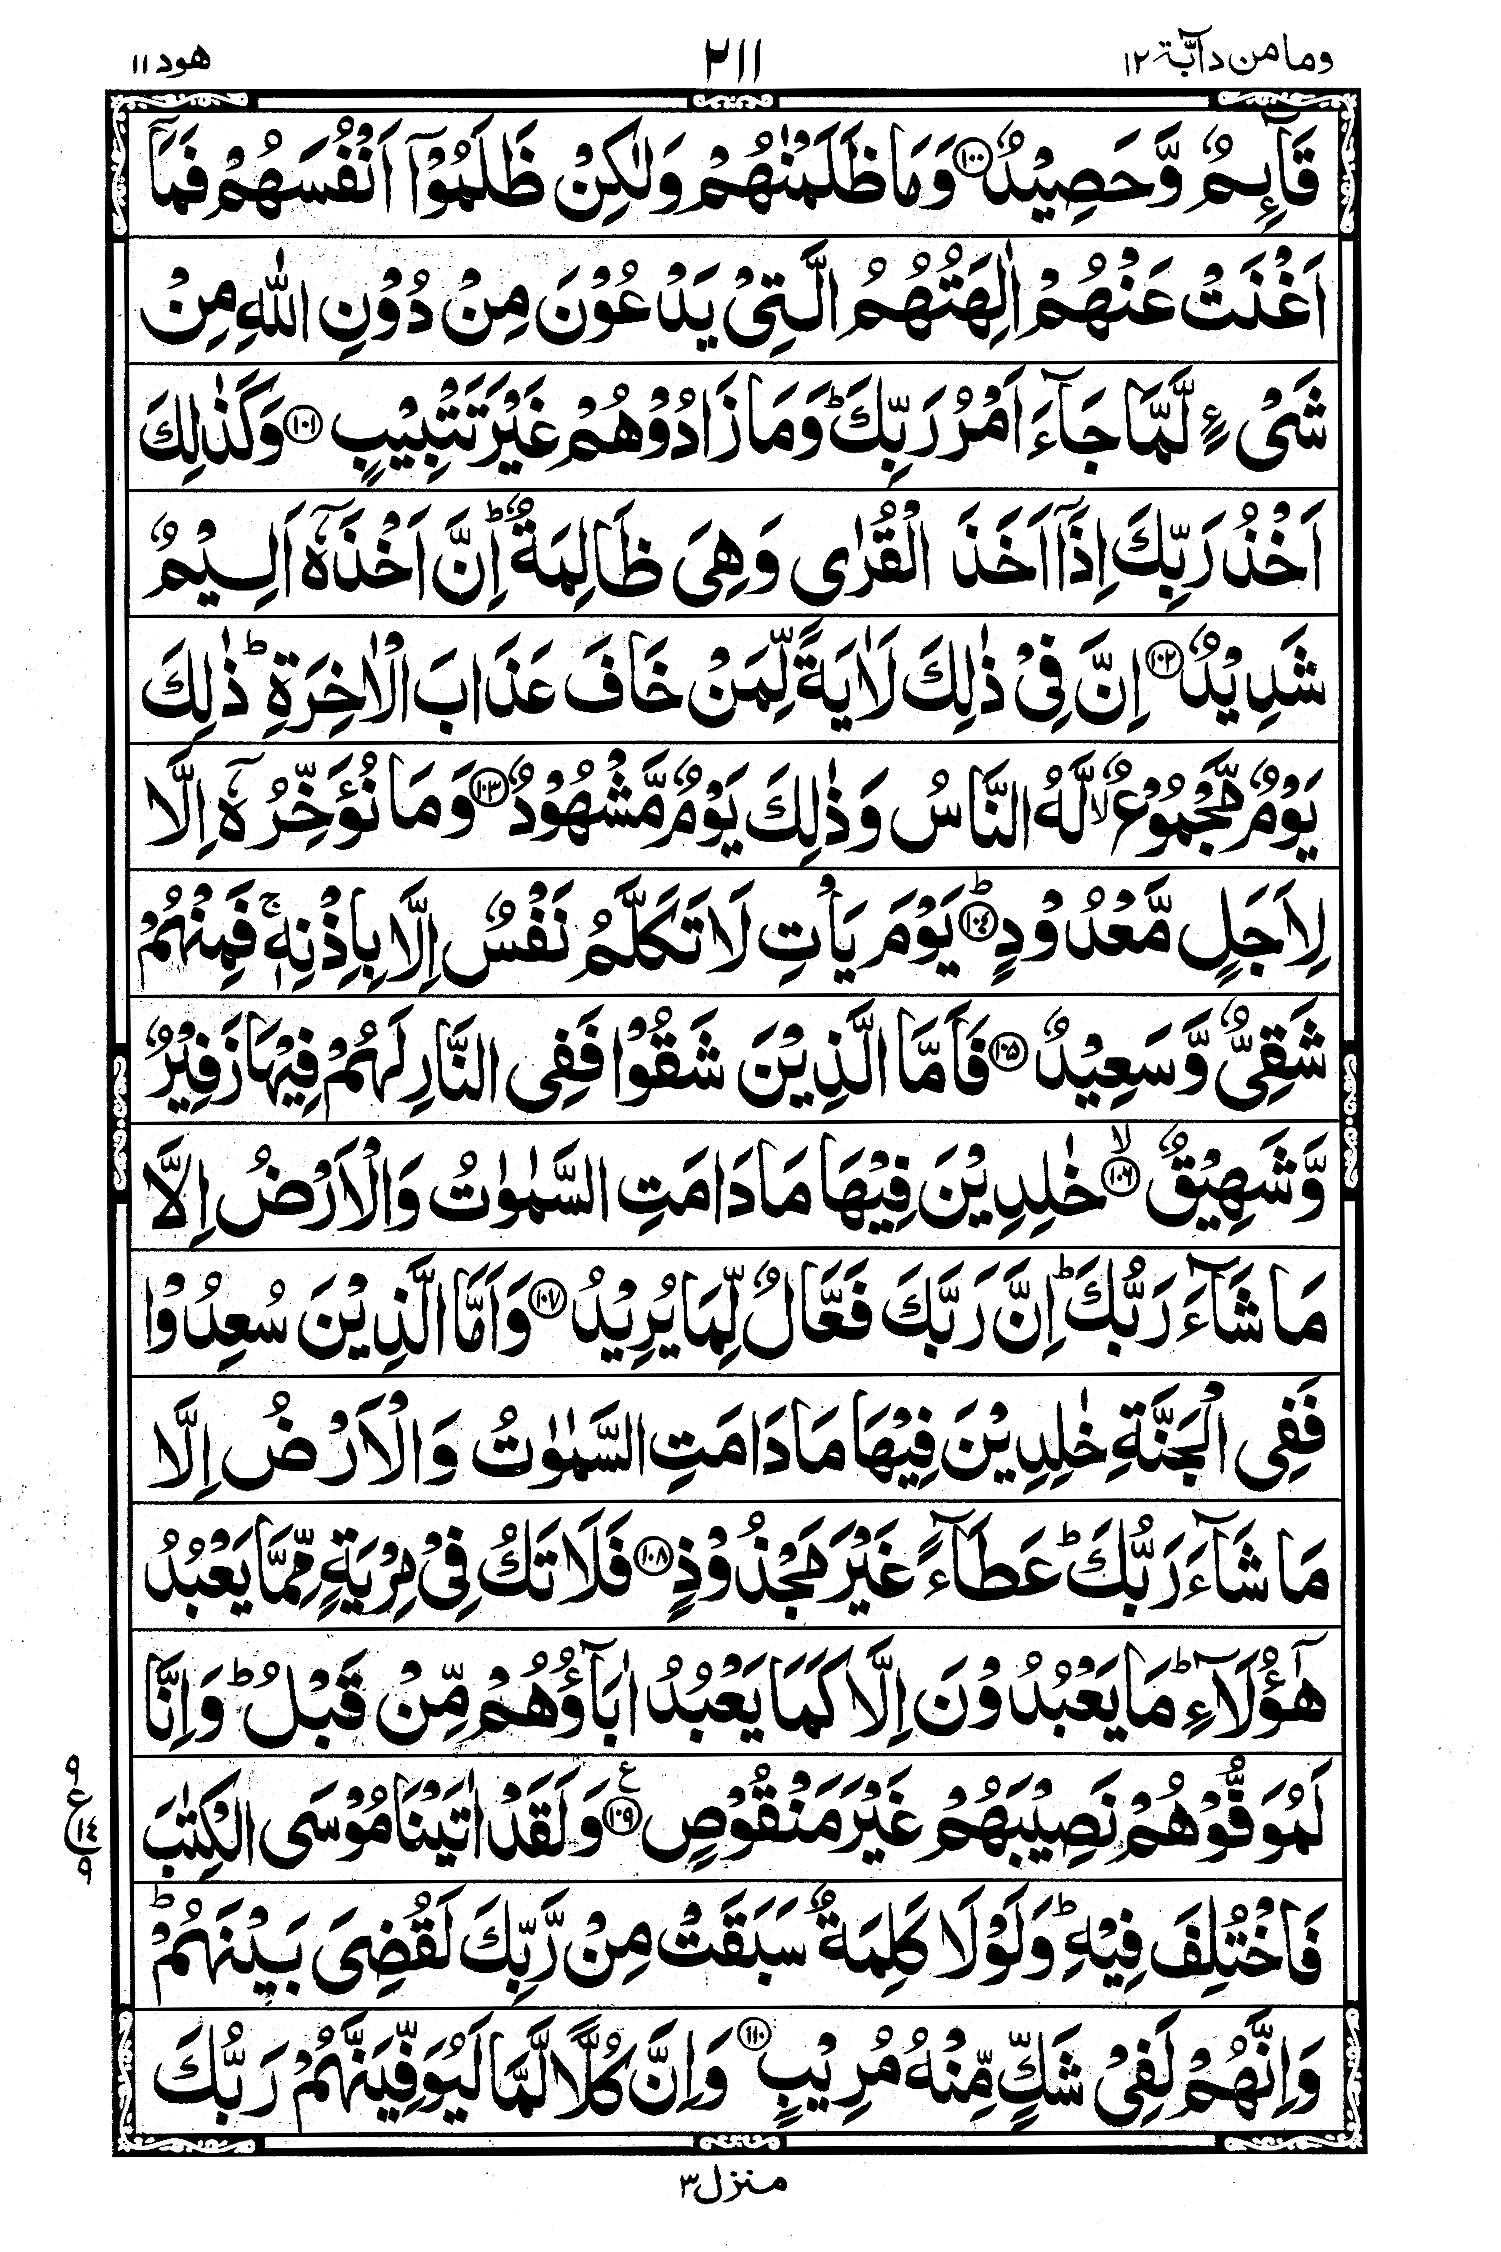 وما من دآبة ١٢
٢١١
هود ١١
قَآىِٕمٌ وَّحَصِيْدٌ ﴿١٠٠﴾ وَمَا ظَلَمْنٰهُمْ وَلٰكِنْ ظَلَمُوْۤا اَنْفُسَهُمْ فَمَاۤ
اَغْنَتْ عَنْهُمْ اٰلِهَتُهُمُ الَّتِيْ يَدْعُوْنَ مِنْ دُوْنِ اللّٰهِ مِنْ
شَيْءٍ لَّمَّا جَآءَ اَمْرُ رَبِّكَؕ وَمَا زَادُوْهُمْ غَيْرَ تَتْبِيْبٍ ﴿١٠١﴾ وَكَذٰلِكَ
اَخْذُ رَبِّكَ اِذَاۤ اَخَذَ الْقُرٰى وَهِيَ ظَالِمَةٌؕ اِنَّ اَخْذَهٗۤ اَلِيْمٌ
شَدِيْدٌ ﴿١٠٢﴾ اِنَّ فِيْ ذٰلِكَ لَاٰيَةً لِّمَنْ خَافَ عَذَابَ الْاٰخِرَةِؕ ذٰلِكَ
يَوْمٌ مَّجْمُوْعٌۙ لَّهُ النَّاسُ وَذٰلِكَ يَوْمٌ مَّشْهُوْدٌ ﴿١٠٣﴾ وَمَا نُؤَخِّرُهٗۤ اِلَّا
لِاَجَلٍ مَّعْدُوْدٍؕ ﴿١٠٤﴾ يَوْمَ يَاْتِ لَا تَكَلَّمُ نَفْسٌ اِلَّا بِاِذْنِهٖۚ فَمِنْهُمْ
شَقِيٌّ وَّسَعِيْدٌ ﴿١٠٥﴾ فَاَمَّا الَّذِيْنَ شَقُوْا فَفِي النَّارِ لَهُمْ فِيْهَا زَفِيْرٌ
وَّشَهِيْقٌۙ ﴿١٠٦﴾ خٰلِدِيْنَ فِيْهَا مَا دَامَتِ السَّمٰوٰتُ وَالْاَرْضُ اِلَّا
مَا شَآءَ رَبُّكَؕ اِنَّ رَبَّكَ فَعَّالٌ لِّمَا يُرِيْدُ ﴿١٠٧﴾ وَاَمَّا الَّذِيْنَ سُعِدُوْا
فَفِي الْجَنَّةِ خٰلِدِيْنَ فِيْهَا مَا دَامَتِ السَّمٰوٰتُ وَالْاَرْضُ اِلَّا
مَا شَآءَ رَبُّكَؕ عَطَآءً غَيْرَ مَجْذُوْذٍ ﴿١٠٨﴾ فَلَا تَكُ فِيْ مِرْيَةٍ مِّمَّا يَعْبُدُ
هٰۤؤُلَآءِؕ مَا يَعْبُدُوْنَ اِلَّا كَمَا يَعْبُدُ اٰبَآؤُهُمْ مِّنْ قَبْلُؕ وَاِنَّا
لَمُوَفُّوْهُمْ نَصِيْبَهُمْ غَيْرَ مَنْقُوْصٍ ﴿١٠٩﴾ ع وَلَقَدْ اٰتَيْنَا مُوْسَى الْكِتٰبَ
٩
ع
١٤
٩
فَاخْتُلِفَ فِيْهِؕ وَلَوْلَا كَلِمَةٌ سَبَقَتْ مِنْ رَّبِّكَ لَقُضِيَ بَيْنَهُمْؕ
وَاِنَّهُمْ لَفِيْ شَكٍّ مِّنْهُ مُرِيْبٍ ﴿١١٠﴾ وَاِنَّ كُلًّا لَّمَّا لَيُوَفِّيَنَّهُمْ رَبُّكَ
منزل ٣